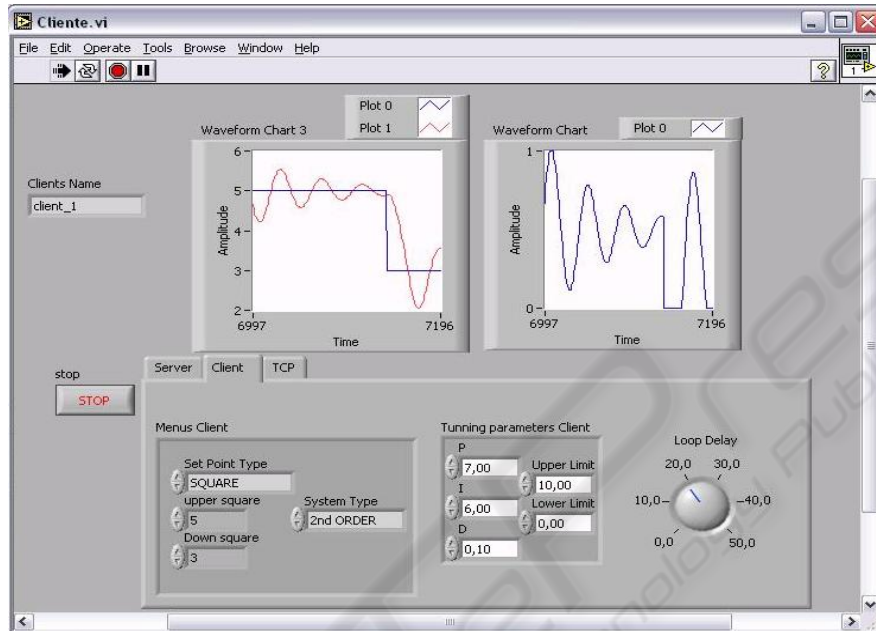 Cliente.vi
File Edit Operate Tools Browse Window Help
? 1
Plot 0
Plot 1
Waveform Chart 3
Waveform Chart
Plot 0
Clients Name
client_1
Amplitude
6
5
4
3
2
6997 7196
Time
Amplitude
1
0
6997 7196
Time
stop
STOP
Server Client TCP
Menus Client
Set Point Type
SQUARE
upper square
5
Down square
3
System Type
2nd ORDER
Tunning parameters Client
P
7,00
I
6,00
D
0,10
Upper Limit
10,00
Lower Limit
0,00
Loop Delay
20,0 30,0
10,0 40,0
0,0 50,0